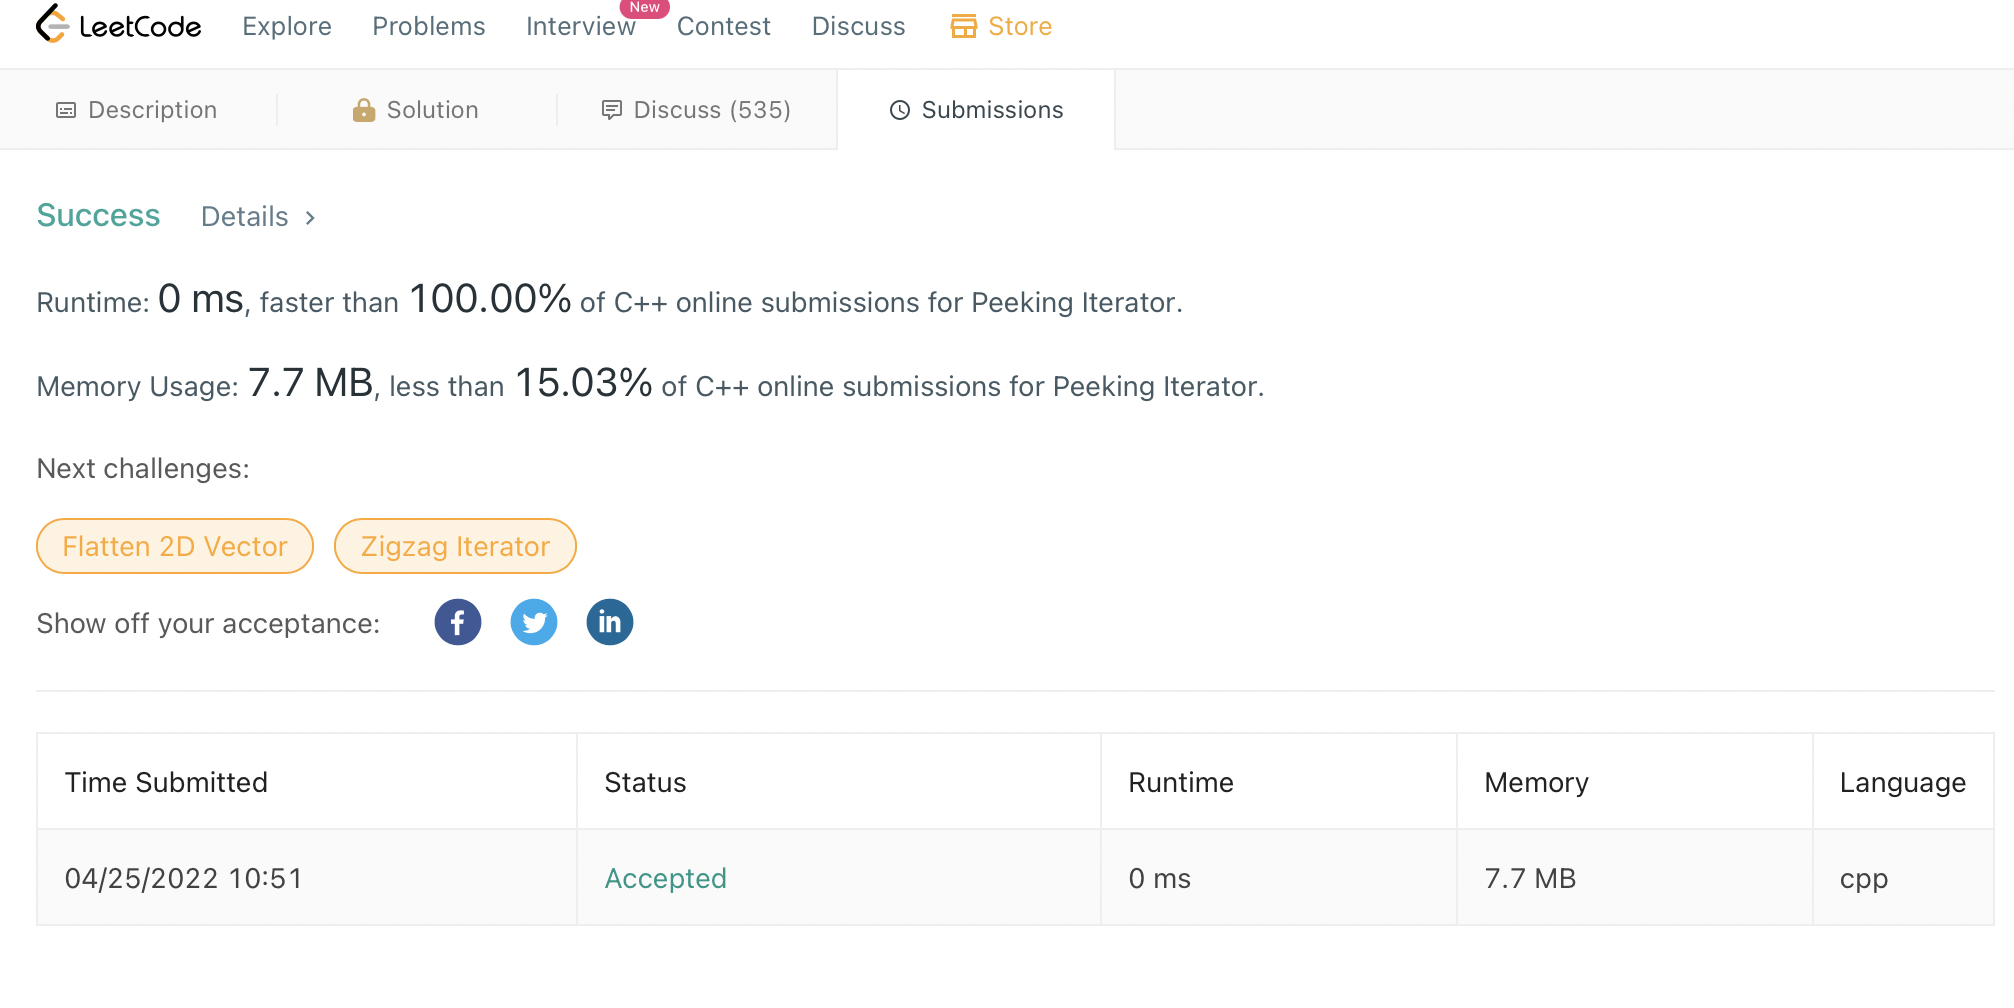 LeetCode Explore Problems Interview New Contest Discuss Store
Description Solution Discuss (535) Submissions
Success Details >
Runtime: 0 ms, faster than 100.00% of C++ online submissions for Peeking Iterator.
Memory Usage: 7.7 MB, less than 15.03% of C++ online submissions for Peeking Iterator.
Next challenges:
Flatten 2D Vector Zigzag Iterator
Show off your acceptance: f in
Time Submitted Status Runtime Memory Language
04/25/2022 10:51 Accepted 0 ms 7.7 MB cpp